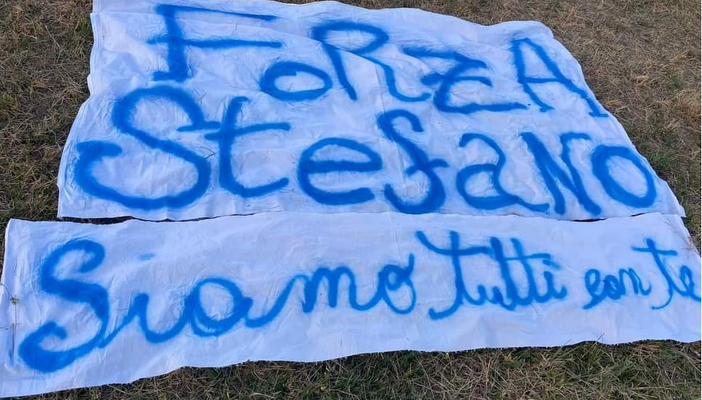 FoRZA
StefaNO
Siamo tutti con te